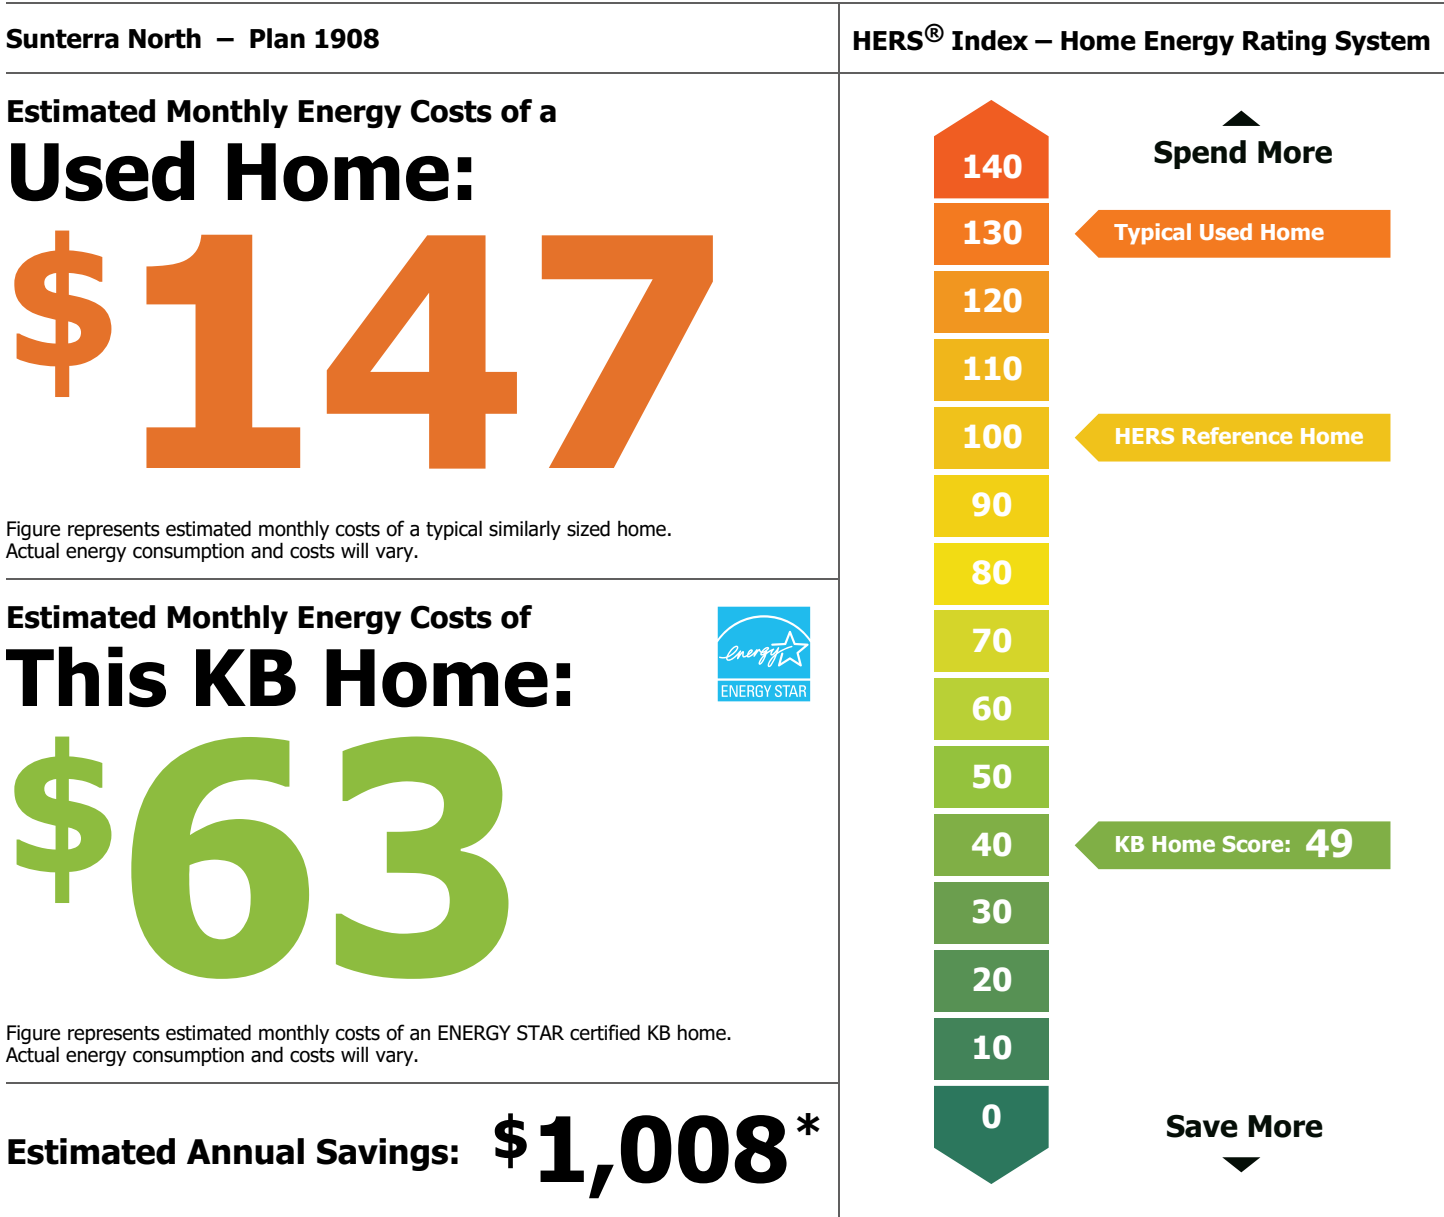 Sunterra North – Plan 1908
Estimated Monthly Energy Costs of a
Used Home:
$147
Figure represents estimated monthly costs of a typical similarly sized home.
Actual energy consumption and costs will vary.
Estimated Monthly Energy Costs of
This KB Home:
energy
ENERGY STAR
$63
Figure represents estimated monthly costs of an ENERGY STAR certified KB home.
Actual energy consumption and costs will vary.
Estimated Annual Savings: $1,008*
HERS® Index – Home Energy Rating System
Spend More
140
130
Typical Used Home
120
110
100
HERS Reference Home
90
80
70
60
50
40
KB Home Score: 49
30
20
10
0
Save More